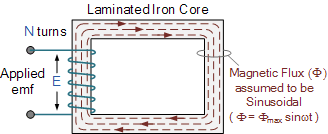 Laminated Iron Core
N turns
Applied
emf
E
Magnetic Flux (Φ)
assumed to be
Sinusoidal
( Φ = Φmax sinωt )